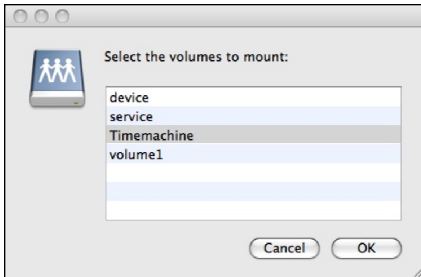 Select the volumes to mount:
device
service
Timemachine
volume1
Cancel OK